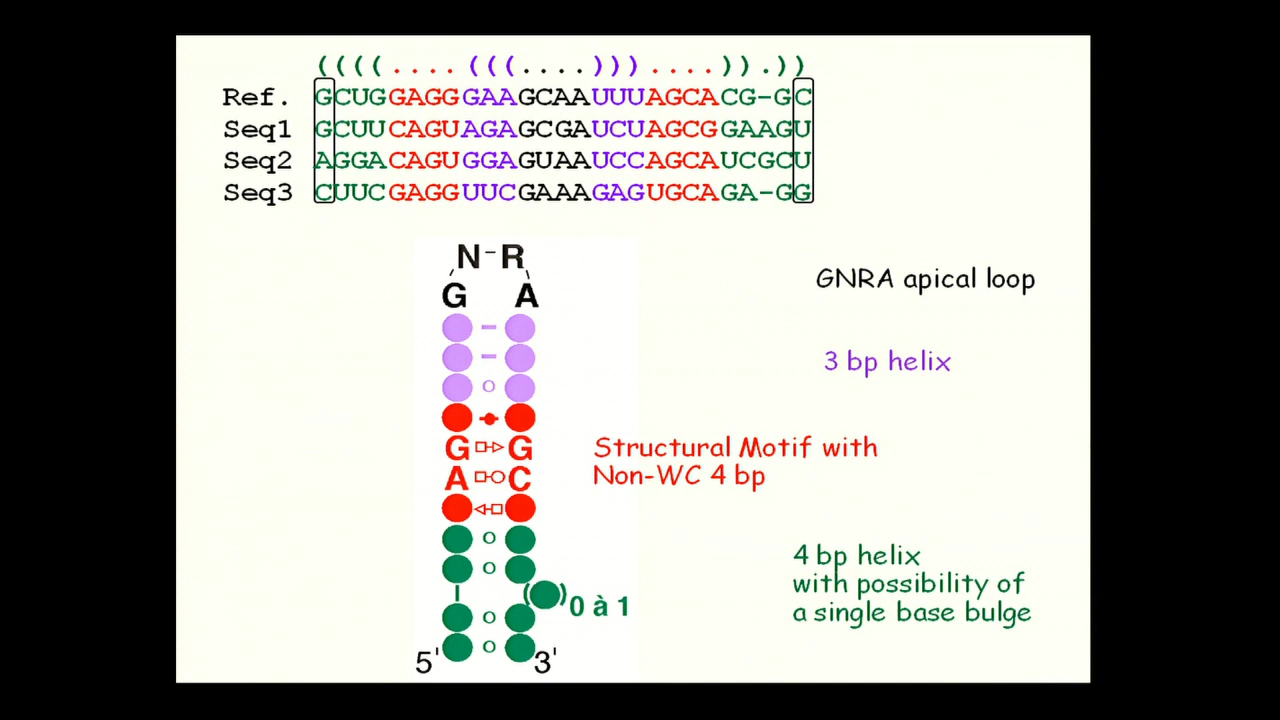 ((((....(((....)))....)).))
Ref. GCUGGAGGGAAGCAAUUUAGCACG-GC
Seq1 GCUUCAGUAGAGCGAUCUAGCGGAAGU
Seq2 AGGACAGUGGAGUAAUCCAGCAUCGCU
Seq3 CUUCGAGGUUCGAAAGAGUGCAGA-GG
N-R
G A
GNRA apical loop
3 bp helix
G G
A C
Structural Motif with
Non-WC 4 bp
4 bp helix
with possibility of
a single base bulge
( ) 0 à 1
5' 3'